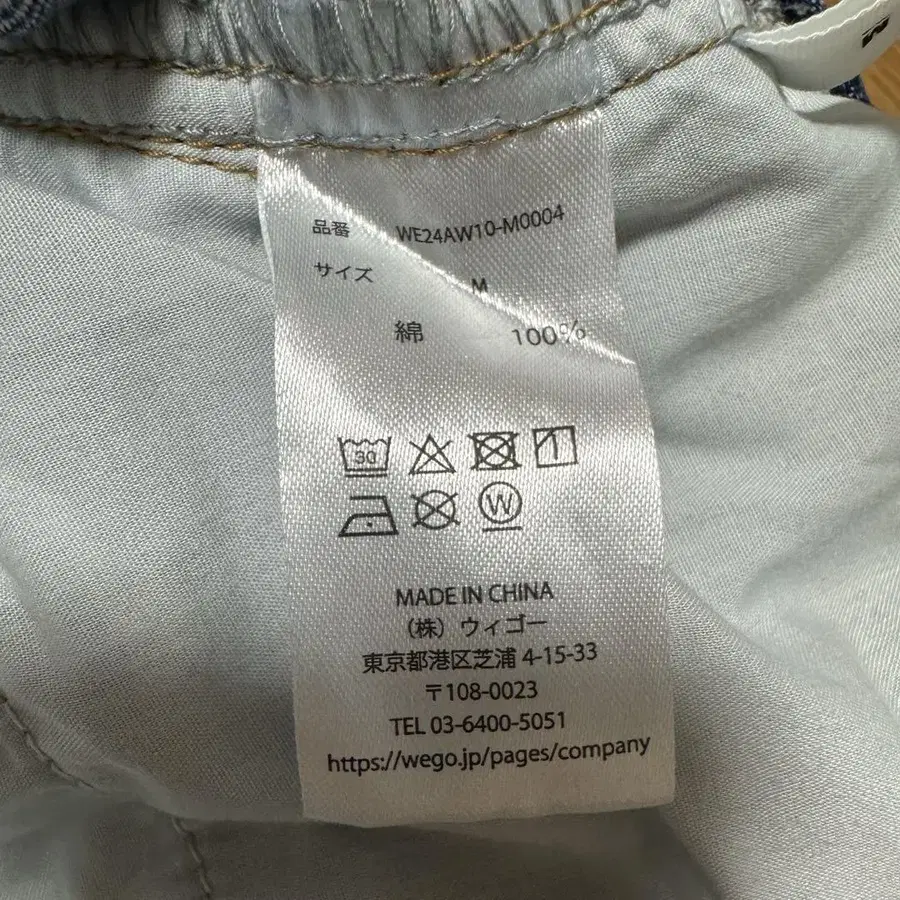 品番 WE24AW10-M0004
サイズ M
綿 100%
30
W
MADE IN CHINA
（株）ウィゴー
東京都港区芝浦 4-15-33
〒108-0023
TEL 03-6400-5051
https://wego.jp/pages/company